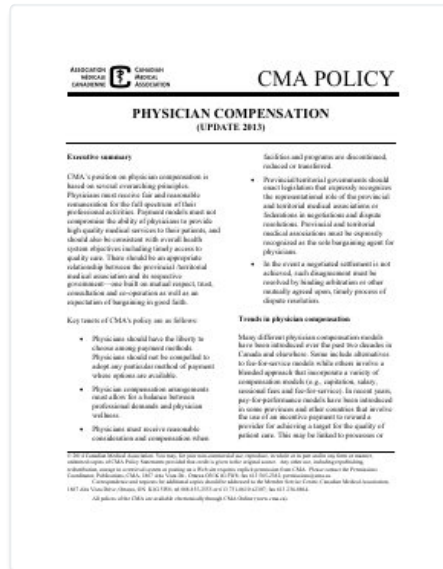 ASSOCIATION
MÉDICALE
CANADIENNE
CANADIAN
MEDICAL
ASSOCIATION
CMA POLICY
PHYSICIAN COMPENSATION
(UPDATE 2013)
Executive summary
CMA's position on physician compensation is
based on several overarching principles.
Physicians must receive fair and reasonable
remuneration for the full spectrum of their
professional activities. Payment models must not
compromise the ability of physicians to provide
high quality medical services to their patients, and
should also be consistent with overall health
system objectives including timely access to
quality care. There should be an appropriate
relationship between the provincial /territorial
medical association and its respective
government—one built on mutual respect, trust,
consultation and co-operation as well as an
expectation of bargaining in good faith.
Key tenets of CMA's policy are as follows:
• Physicians should have the liberty to
choose among payment methods.
Physicians should not be compelled to
adopt any particular method of payment
where options are available.
• Physician compensation arrangements
must allow for a balance between
professional demands and physician
wellness.
• Physicians must receive reasonable
consideration and compensation when
facilities and programs are discontinued,
reduced or transferred.
• Provincial/territorial governments should
enact legislation that expressly recognizes
the representational role of the provincial
and territorial medical associations or
federations in negotiations and dispute
resolutions. Provincial and territorial
medical associations must be expressly
recognized as the sole bargaining agent for
physicians.
• In the event a negotiated settlement is not
achieved, such disagreement must be
resolved by binding arbitration or other
mutually agreed upon, timely process of
dispute resolution.
Trends in physician compensation
Many different physician compensation models
have been introduced over the past two decades in
Canada and elsewhere. Some include alternatives
to fee-for-service models while others involve a
blended approach that incorporate a variety of
compensation models (e.g., capitation, salary,
sessional fees and fee-for-service). In recent years,
pay-for-performance models have been introduced
in some provinces and other countries that involve
the use of an incentive payment to reward a
provider for achieving a target for the quality of
patient care. This may be linked to processes or
All policies of the CMA are available electronically through CMA Online (www.cma.ca)